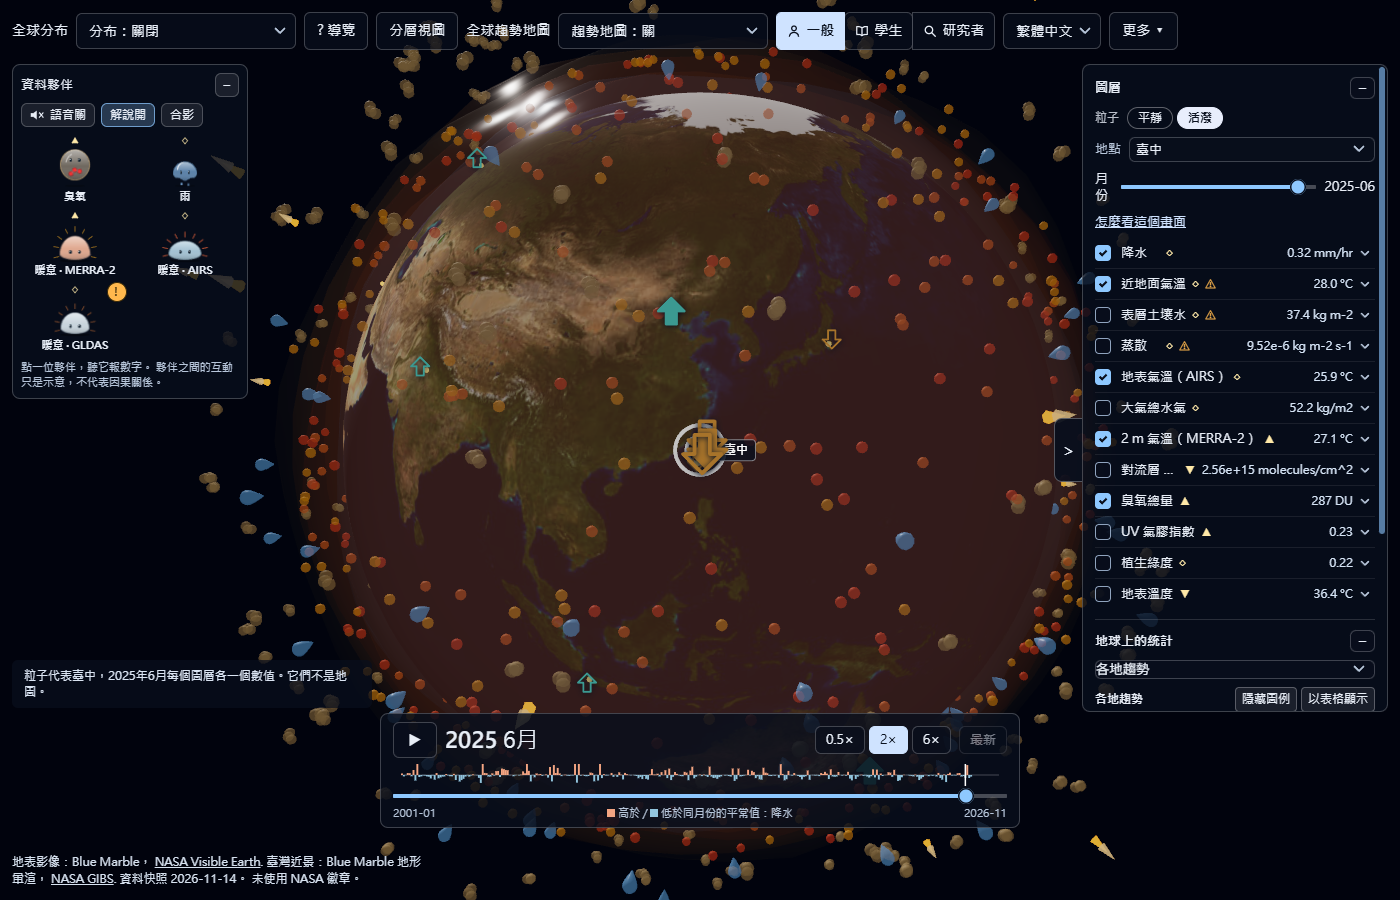 全球分布
分布：關閉
? 導覽
分層視圖
全球趨勢地圖
趨勢地圖：關
一般
學生
研究者
繁體中文
更多
資料夥伴
語音關
解說開
合影
臭氧
雨
暖意 · MERRA-2
暖意 · AIRS
暖意 · GLDAS
點一位夥伴，聽它報數字。 夥伴之間的互動
只是示意，不代表因果關係。
圖層
粒子
平靜
活潑
地點
臺中
月份
2025-06
怎麼看這個畫面
降水
0.32 mm/hr
近地面氣溫
28.0 °C
表層土壤水
37.4 kg m-2
蒸散
9.52e-6 kg m-2 s-1
地表氣溫（AIRS）
25.9 °C
大氣總水氣
52.2 kg/m2
2 m 氣溫（MERRA-2）
27.1 °C
對流層 ...
2.56e+15 molecules/cm^2
臭氧總量
287 DU
UV 氣膠指數
0.23
植生綠度
0.22
地表溫度
36.4 °C
地球上的統計
各地趨勢
各地趨勢
隱藏圖例
以表格顯示
臺中
粒子代表臺中，2025年6月每個圖層各一個數值。它們不是地
圖。
2025 6月
0.5×
2×
6×
最新
2001-01
高於 / 低於同月份的平常值：降水
2026-11
地表影像：Blue Marble， NASA Visible Earth. 臺灣近景：Blue Marble 地形
暈渲， NASA GIBS. 資料快照 2026-11-14。 未使用 NASA 徽章。